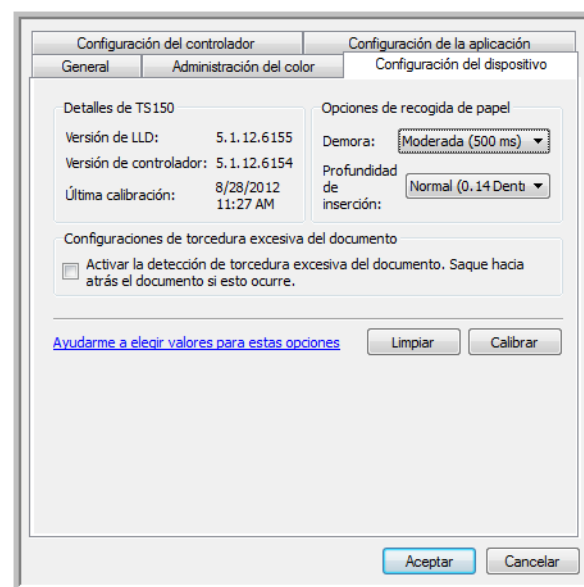 Configuración del controlador
Configuración de la aplicación
General
Administración del color
Configuración del dispositivo
Detalles de TS150
Versión de LLD: 5.1.12.6155
Versión de controlador: 5.1.12.6154
Última calibración: 8/28/2012
11:27 AM
Opciones de recogida de papel
Demora: Moderada (500 ms)
Profundidad
de
inserción: Normal (0.14 Denti
Configuraciones de torcedura excesiva del documento
Activar la detección de torcedura excesiva del documento. Saque hacia
atrás el documento si esto ocurre.
Ayudarme a elegir valores para estas opciones
Limpiar
Calibrar
Aceptar
Cancelar